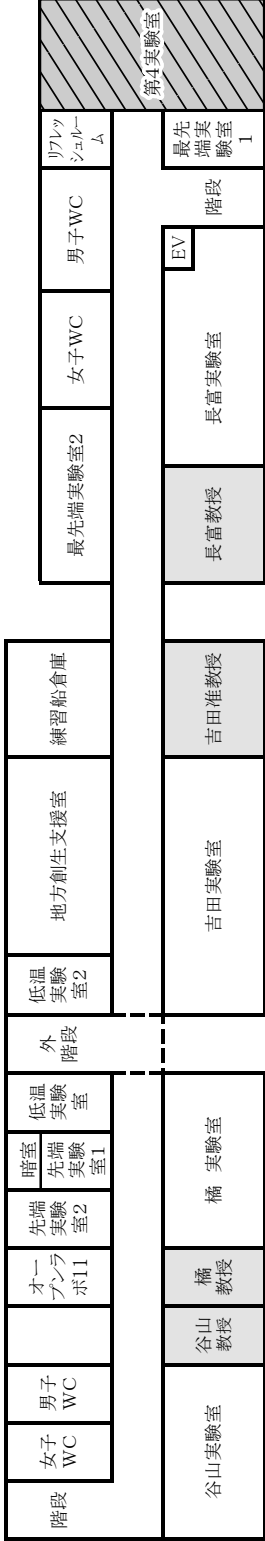 階段
女子
WC
男子
WC
オー
プンラ
ボ11
先端
実験
室2
暗室
先端
実験
室1
低温
実験
室
外
階段
低温
実験
室2
地方創生支援室
練習船倉庫
最先端実験室2
女子WC
男子WC
リフレッ
シュルー
ム
第4実験室
谷山実験室
谷山
教授
橘
教授
橘 実験室
吉田実験室
吉田准教授
長富教授
長富実験室
EV
階段
最先
端実
験室
1